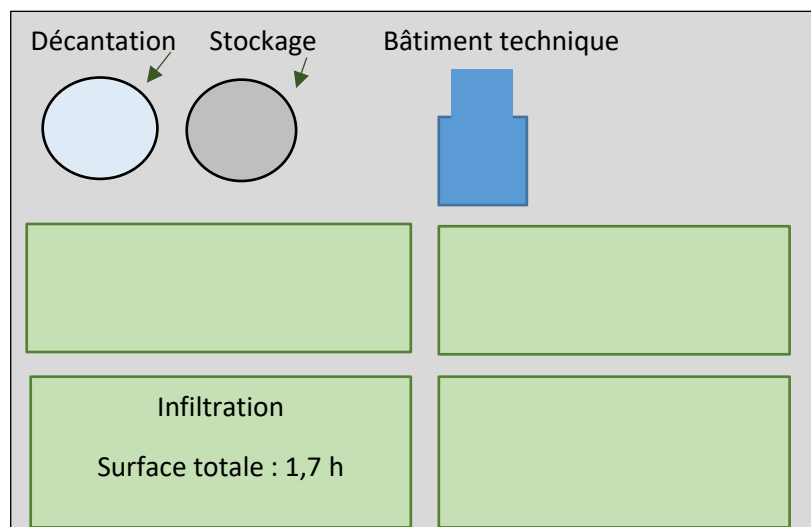 Décantation
Stockage
Bâtiment technique
Infiltration
Surface totale : 1,7 h